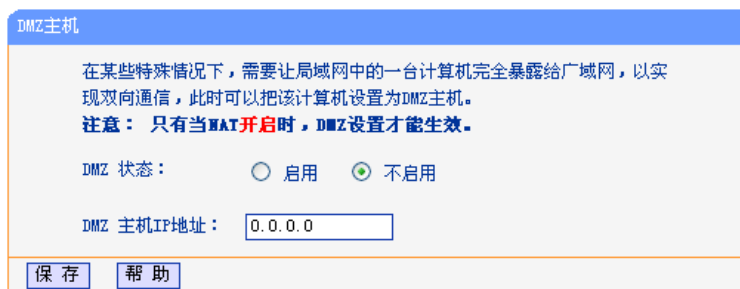 DMZ主机
在某些特殊情况下，需要让局域网中的一台计算机完全暴露给广域网，以实
现双向通信，此时可以把该计算机设置为DMZ主机。
注意： 只有当NAT开启时，DMZ设置才能生效。
DMZ 状态： 启用 不启用
DMZ 主机IP地址： 0.0.0.0
保 存 帮 助